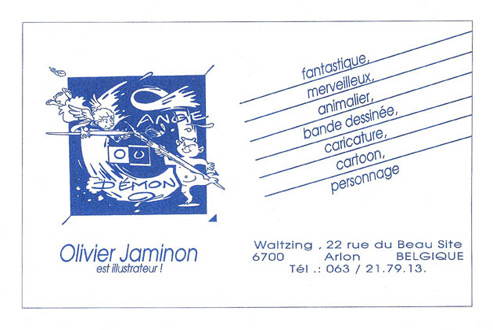 ANGE
OU
DÉMON
Olivier Jaminon
est illustrateur !
fantastique,
merveilleux,
animalier,
bande dessinée,
caricature,
cartoon,
personnage
Waltzing , 22 rue du Beau Site
6700 Arlon BELGIQUE
Tél .: 063 / 21.79.13.